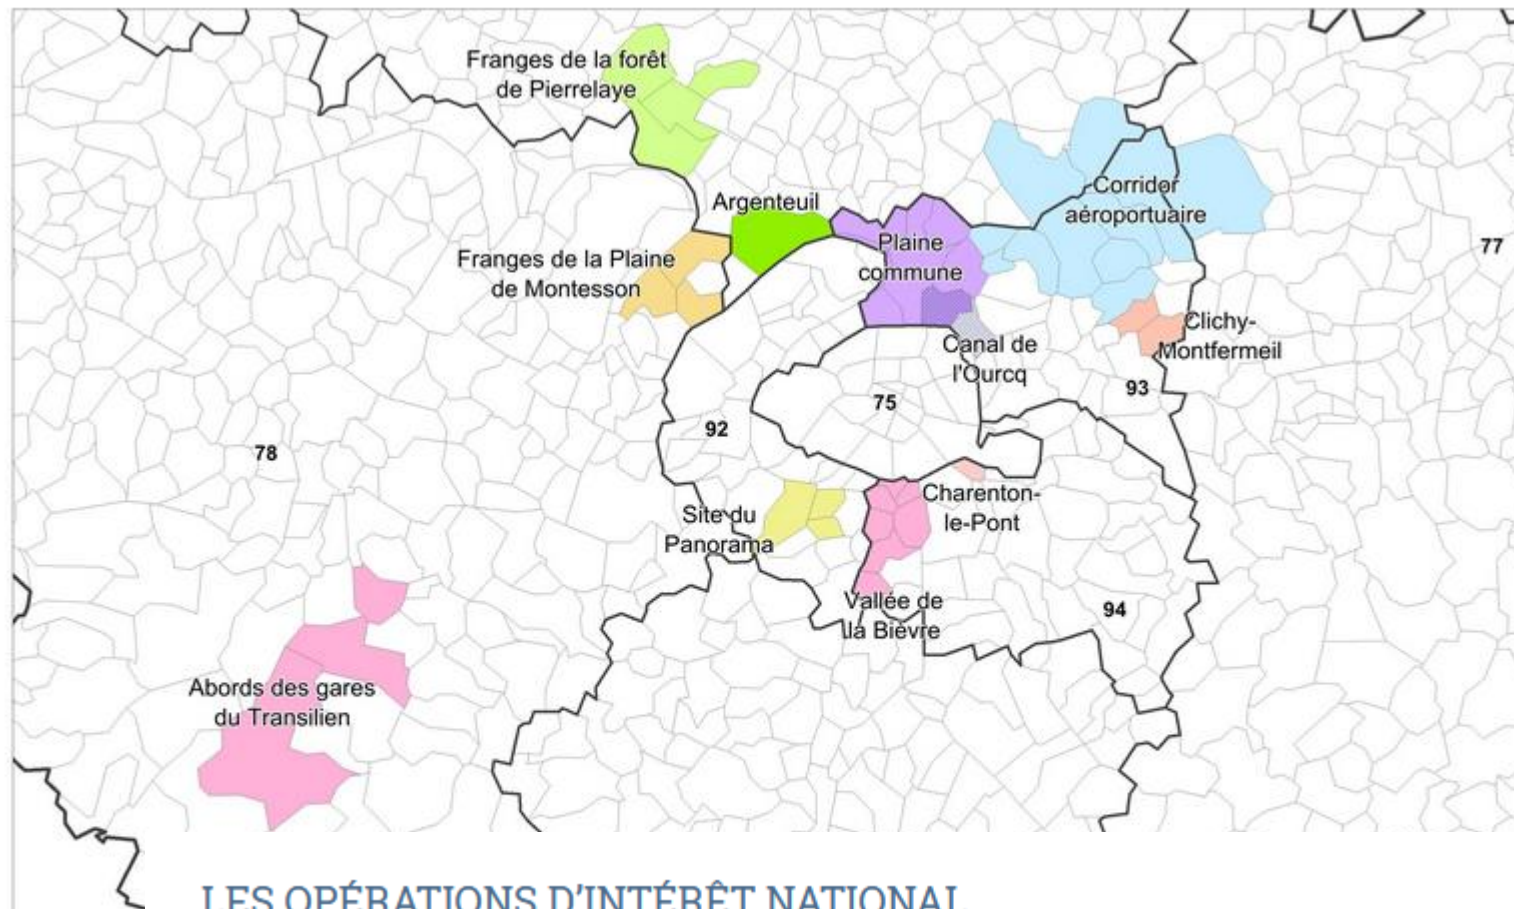 Franges de la forêt
de Pierrelaye
Argenteuil
Corridor
aéroportuaire
Plaine
commune
77
Franges de la Plaine
de Montesson
Clichy-
Montfermeil
Canal de
l'Ourcq
93
75
92
78
Charenton-
le-Pont
Site du
Panorama
Vallée de
la Bièvre
94
Abords des gares
du Transilien
LES OPÉRATIONS D'INTÉRÊT NATIONAL